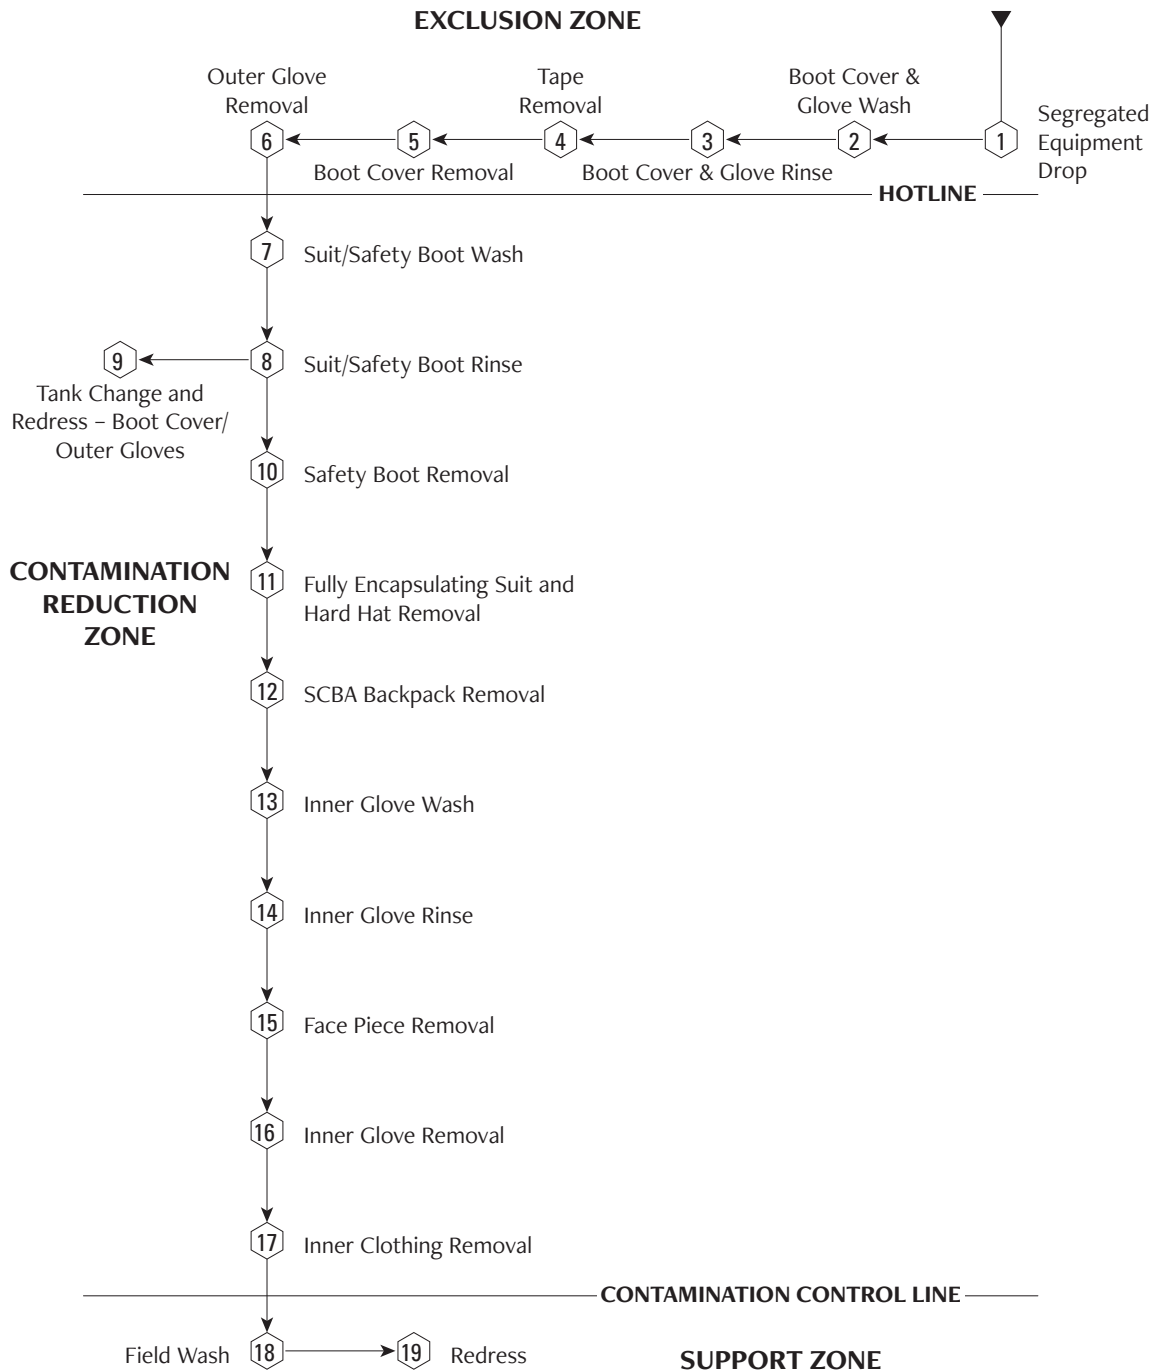 EXCLUSION ZONE
Outer Glove
Removal
Tape
Removal
Boot Cover &
Glove Wash
Segregated
Equipment
Drop
6
5
4
3
2
1
Boot Cover Removal
Boot Cover & Glove Rinse
HOTLINE
7
Suit/Safety Boot Wash
9
8
Suit/Safety Boot Rinse
Tank Change and
Redress – Boot Cover/
Outer Gloves
10
Safety Boot Removal
CONTAMINATION
REDUCTION
ZONE
11
Fully Encapsulating Suit and
Hard Hat Removal
12
SCBA Backpack Removal
13
Inner Glove Wash
14
Inner Glove Rinse
15
Face Piece Removal
16
Inner Glove Removal
17
Inner Clothing Removal
CONTAMINATION CONTROL LINE
Field Wash
18
19
Redress
SUPPORT ZONE